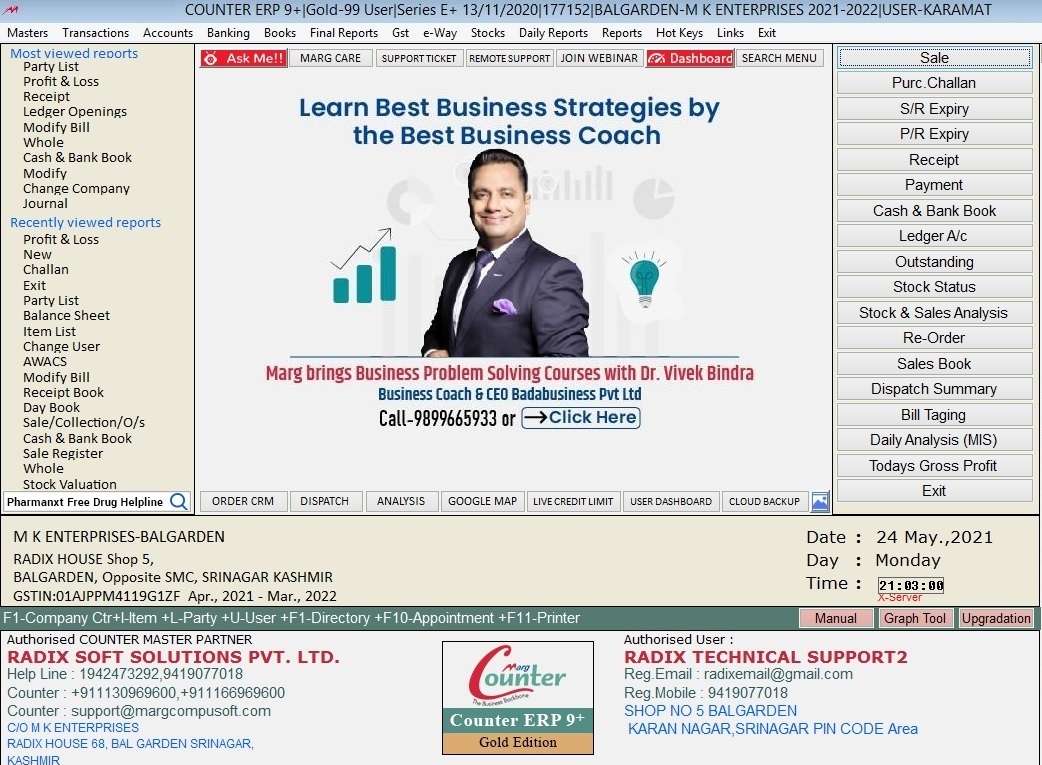 COUNTER ERP 9+|Gold-99 User|Series E+ 13/11/2020|177152|BALGARDEN-M K ENTERPRISES 2021-2022|USER-KARAMAT
Masters Transactions Accounts Banking Books Final Reports Gst e-Way Stocks Daily Reports Reports Hot Keys Links Exit
Most viewed reports
Party List
Profit & Loss
Receipt
Ledger Openings
Modify Bill
Whole
Cash & Bank Book
Modify
Change Company
Journal
Recently viewed reports
Profit & Loss
New
Challan
Exit
Party List
Balance Sheet
Item List
Change User
AWACS
Modify Bill
Receipt Book
Day Book
Sale/Collection/O/s
Cash & Bank Book
Sale Register
Whole
Stock Valuation
Pharmanxt Free Drug Helpline
Ask Me!! MARG CARE SUPPORT TICKET REMOTE SUPPORT JOIN WEBINAR Dashboard SEARCH MENU
Learn Best Business Strategies by
the Best Business Coach
Marg brings Business Problem Solving Courses with Dr. Vivek Bindra
Business Coach & CEO Badabusiness Pvt Ltd
Call-9899665933 or →Click Here
ORDER CRM DISPATCH ANALYSIS GOOGLE MAP LIVE CREDIT LIMIT USER DASHBOARD CLOUD BACKUP
Sale
Purc.Challan
S/R Expiry
P/R Expiry
Receipt
Payment
Cash & Bank Book
Ledger A/c
Outstanding
Stock Status
Stock & Sales Analysis
Re-Order
Sales Book
Dispatch Summary
Bill Taging
Daily Analysis (MIS)
Todays Gross Profit
Exit
M K ENTERPRISES-BALGARDEN
RADIX HOUSE Shop 5,
BALGARDEN, Opposite SMC, SRINAGAR KASHMIR
GSTIN:01AJPPM4119G1ZF Apr., 2021 - Mar., 2022
Date : 24 May.,2021
Day : Monday
Time : 21:03:00
X-Server
F1-Company Ctr+I-Item +L-Party +U-User +F1-Directory +F10-Appointment +F11-Printer
Manual Graph Tool Upgradation
Authorised COUNTER MASTER PARTNER
RADIX SOFT SOLUTIONS PVT. LTD.
Help Line : 1942473292,9419077018
Counter : +911130969600,+911166969600
Counter : support@margcompusoft.com
C/O M K ENTERPRISES
RADIX HOUSE 68, BAL GARDEN SRINAGAR,
KASHMIR
Marg
Counter
The Business Backbone
Counter ERP 9+
Gold Edition
Authorised User :
RADIX TECHNICAL SUPPORT2
Reg.Email : radixemail@gmail.com
Reg.Mobile : 9419077018
SHOP NO 5 BALGARDEN
KARAN NAGAR,SRINAGAR PIN CODE Area